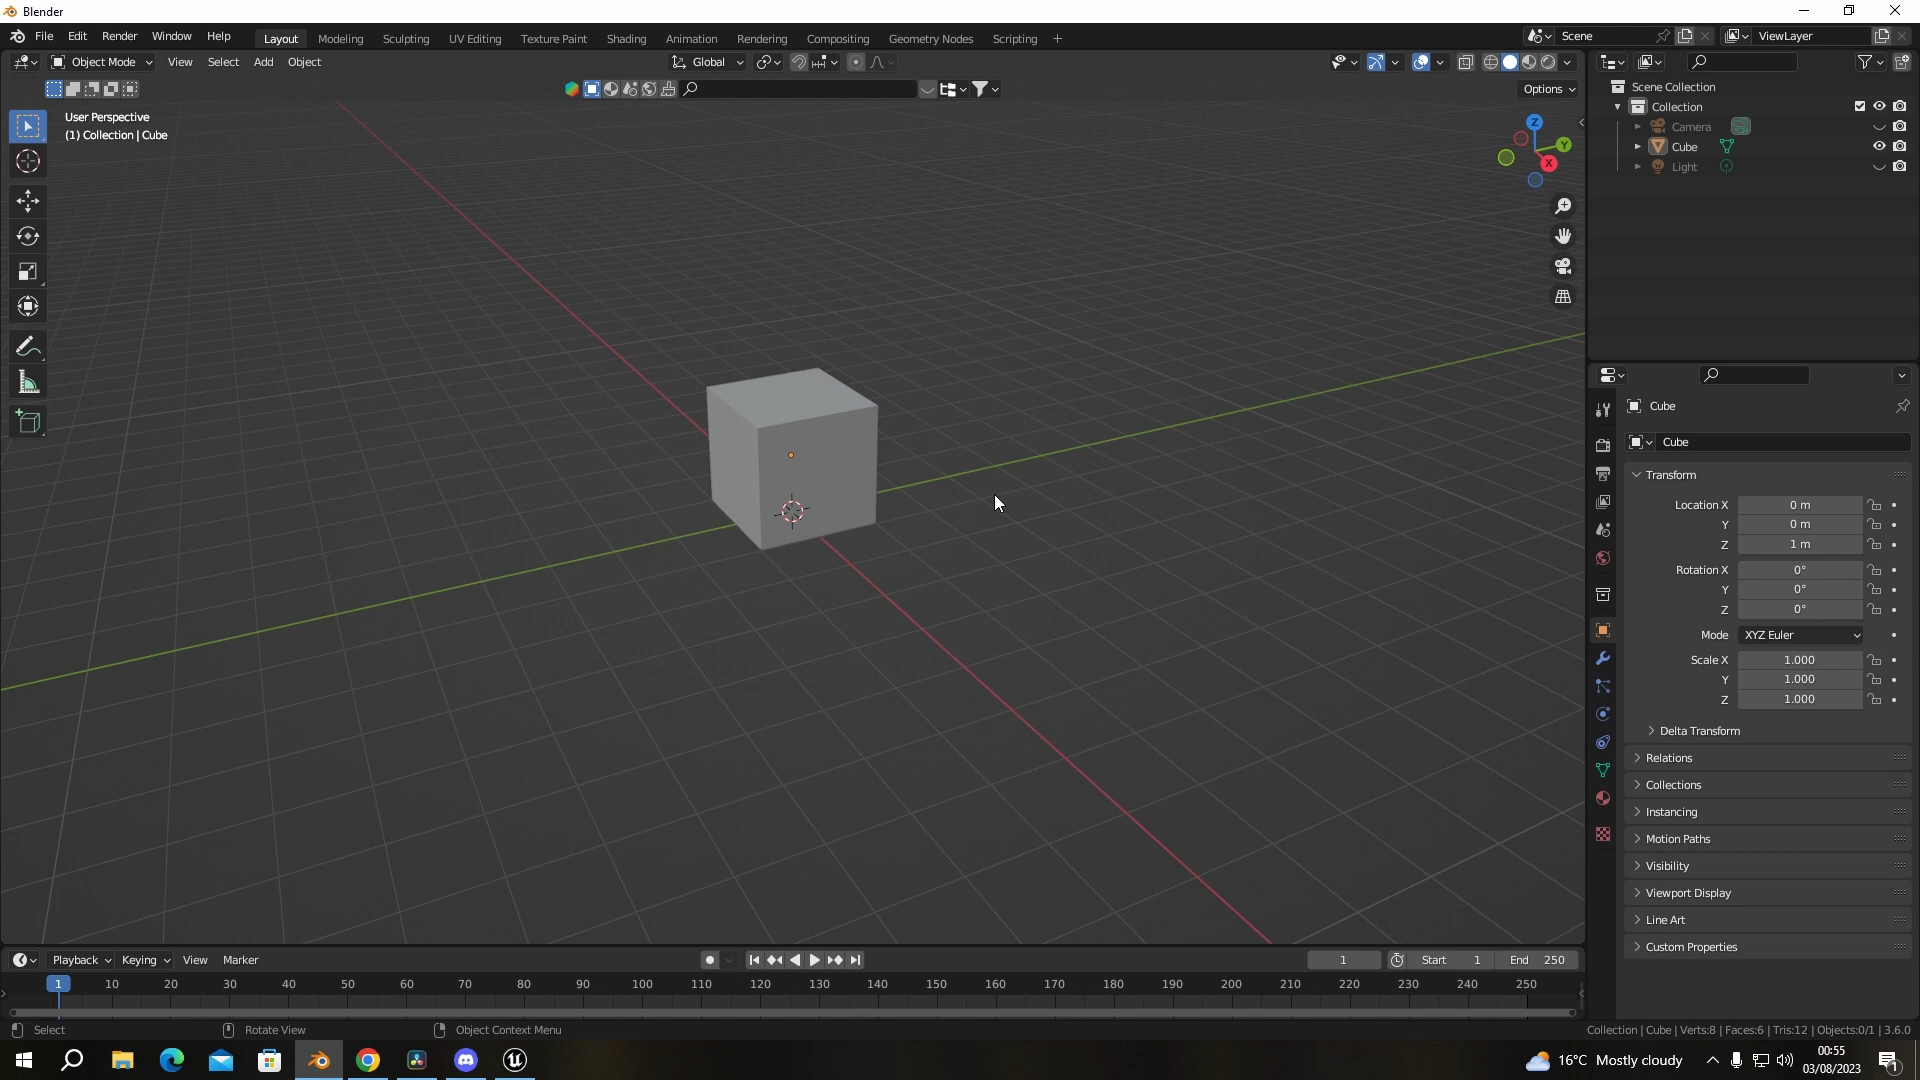 Blender
File Edit Render Window Help Layout Modeling Sculpting UV Editing Texture Paint Shading Animation Rendering Compositing Geometry Nodes Scripting + Scene ViewLayer
Object Mode View Select Add Object Global
Options
User Perspective
(1) Collection | Cube
Z
Y
X
Scene Collection
Collection
Camera
Cube
Light
Cube
Cube
Transform
Location X 0 m
Y 0 m
Z 1 m
Rotation X 0°
Y 0°
Z 0°
Mode XYZ Euler
Scale X 1.000
Y 1.000
Z 1.000
Delta Transform
Relations
Collections
Instancing
Motion Paths
Visibility
Viewport Display
Line Art
Custom Properties
Playback Keying View Marker 1 Start 1 End 250
1 10 20 30 40 50 60 70 80 90 100 110 120 130 140 150 160 170 180 190 200 210 220 230 240 250
Select Rotate View Object Context Menu Collection | Cube | Verts:8 | Faces:6 | Tris:12 | Objects:0/1 | 3.6.0
16°C Mostly cloudy
00:55
03/08/2023
1